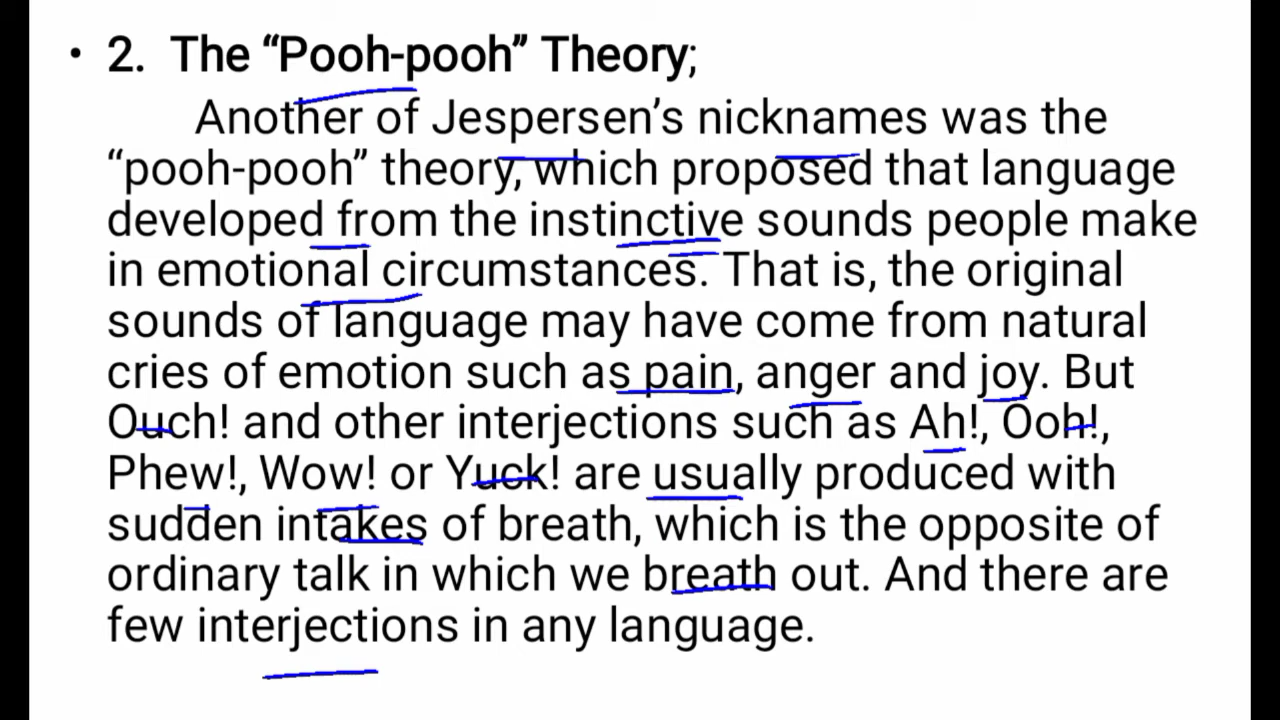 • 2. The “Pooh-pooh” Theory;
Another of Jespersen’s nicknames was the
“pooh-pooh” theory, which proposed that language
developed from the instinctive sounds people make
in emotional circumstances. That is, the original
sounds of language may have come from natural
cries of emotion such as pain, anger and joy. But
Ouch! and other interjections such as Ah!, Ooh!,
Phew!, Wow! or Yuck! are usually produced with
sudden intakes of breath, which is the opposite of
ordinary talk in which we breath out. And there are
few interjections in any language.